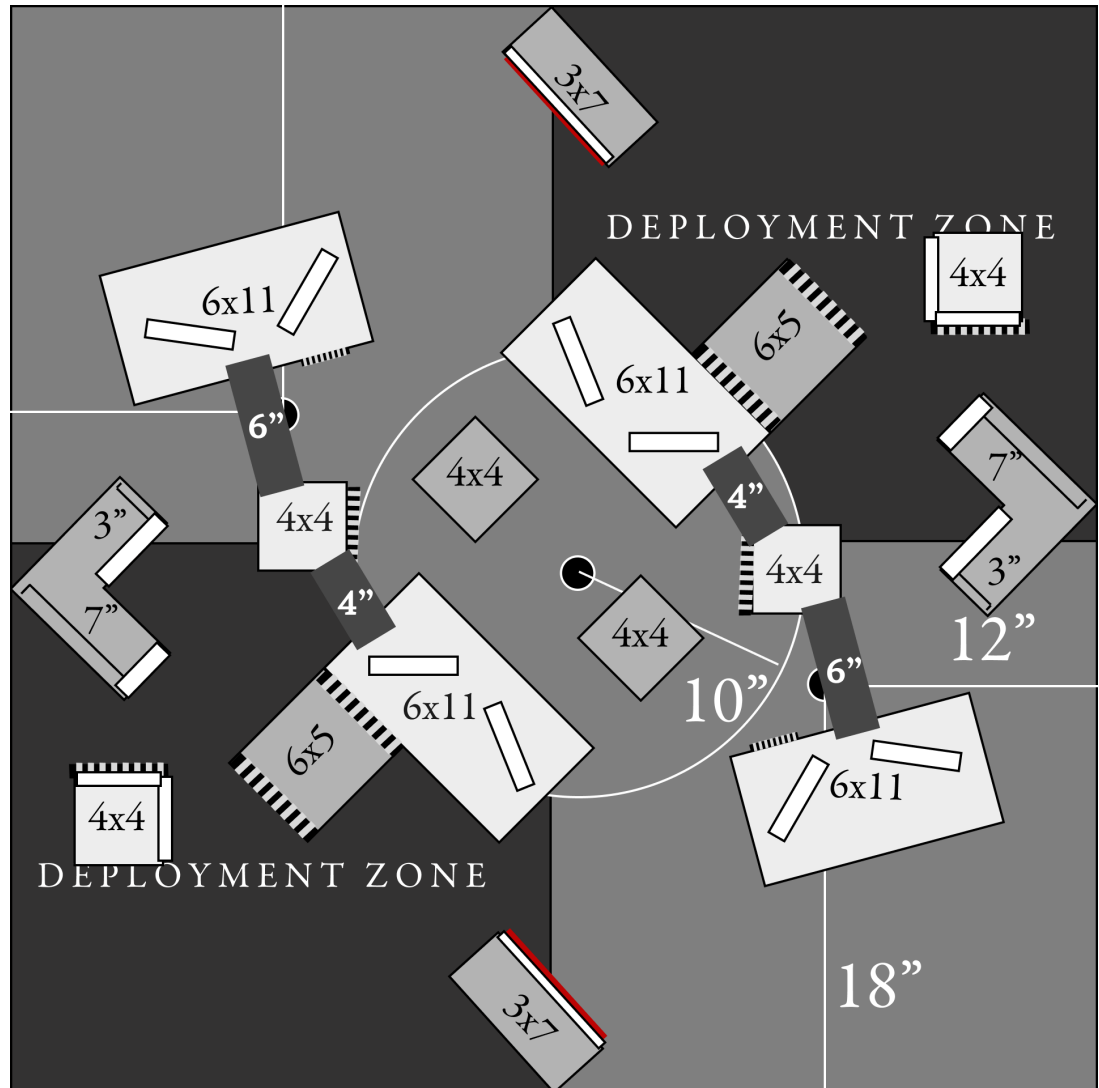 3x7
DEPLOYMENT ZONE
4x4
6x11
6x5
6x11
6”
4x4
7”
4”
3”
4x4
4x4
3”
4”
7”
4x4
12”
6”
10”
6x11
6x5
6x11
4x4
DEPLOYMENT ZONE
18”
3x7